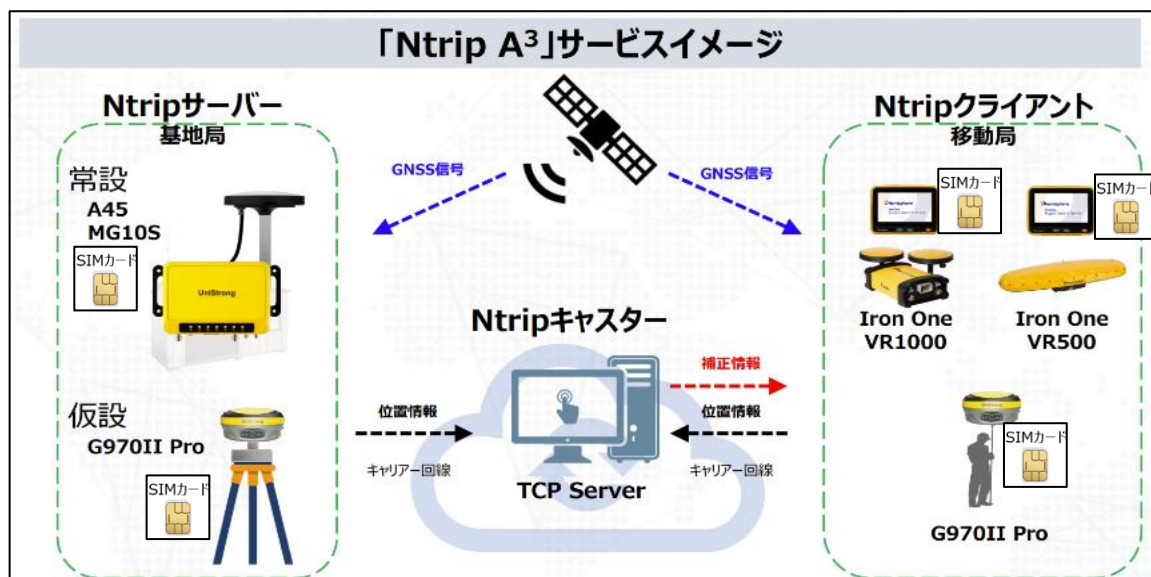 「Ntrip A³」サービスイメージ
Ntripサーバー
基地局
常設
A45
MG10S
SIMカード
UniStrong
仮設
G970II Pro
SIMカード
GNSS信号
GNSS信号
Ntripキャスター
TCP Server
位置情報
キャリアー回線
補正情報
位置情報
キャリアー回線
Ntripクライアント
移動局
SIMカード
Hemisphere
Iron One
VR1000
SIMカード
Hemisphere
Iron One
VR500
SIMカード
G970II Pro